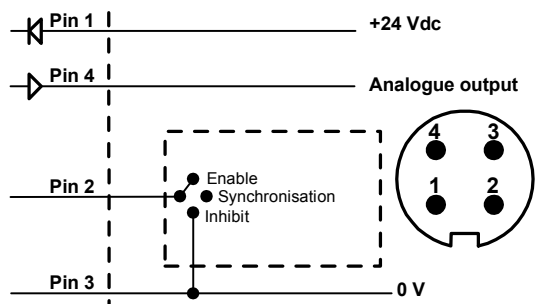 Pin 1 +24 Vdc
Pin 4 Analogue output
4 3
Enable
Pin 2 Synchronisation
1 2
Inhibit
Pin 3 0 V